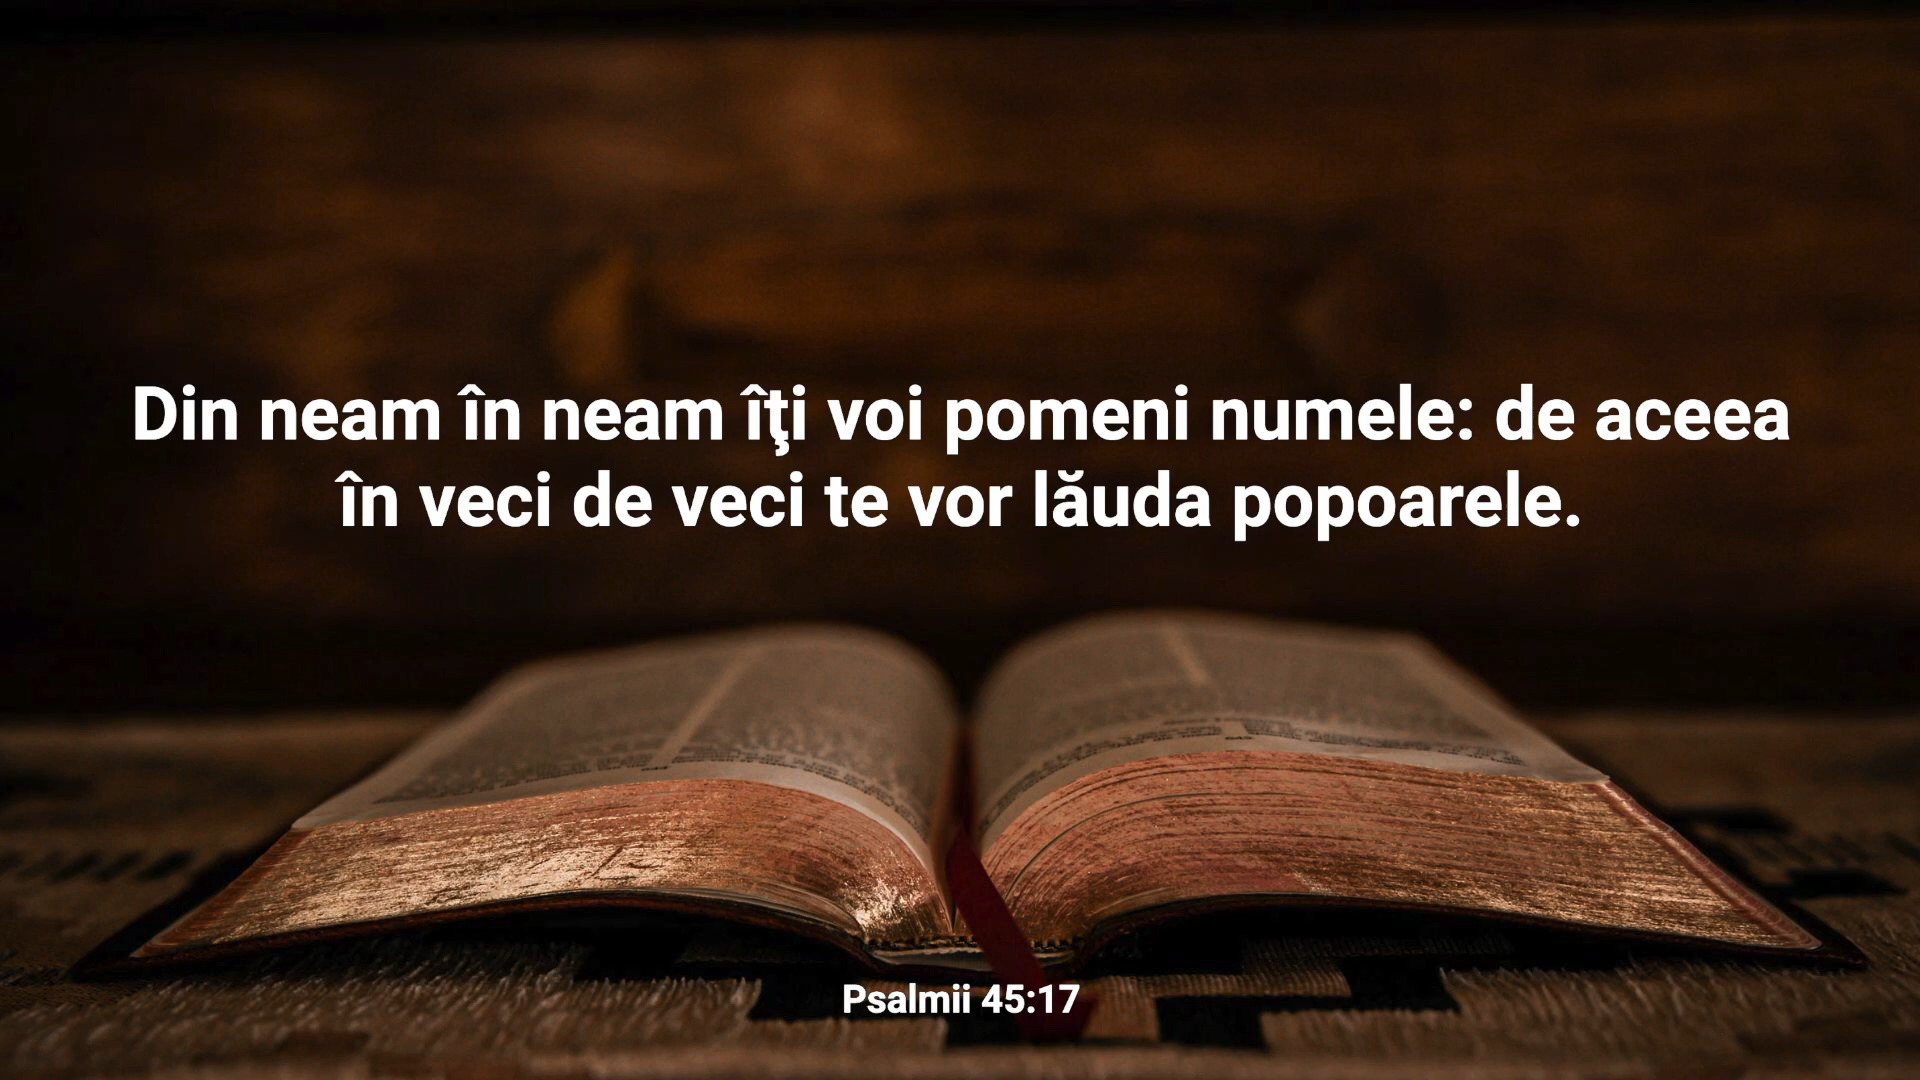 Din neam în neam îţi voi pomeni numele: de aceea
în veci de veci te vor lăuda popoarele.
Psalmii 45:17